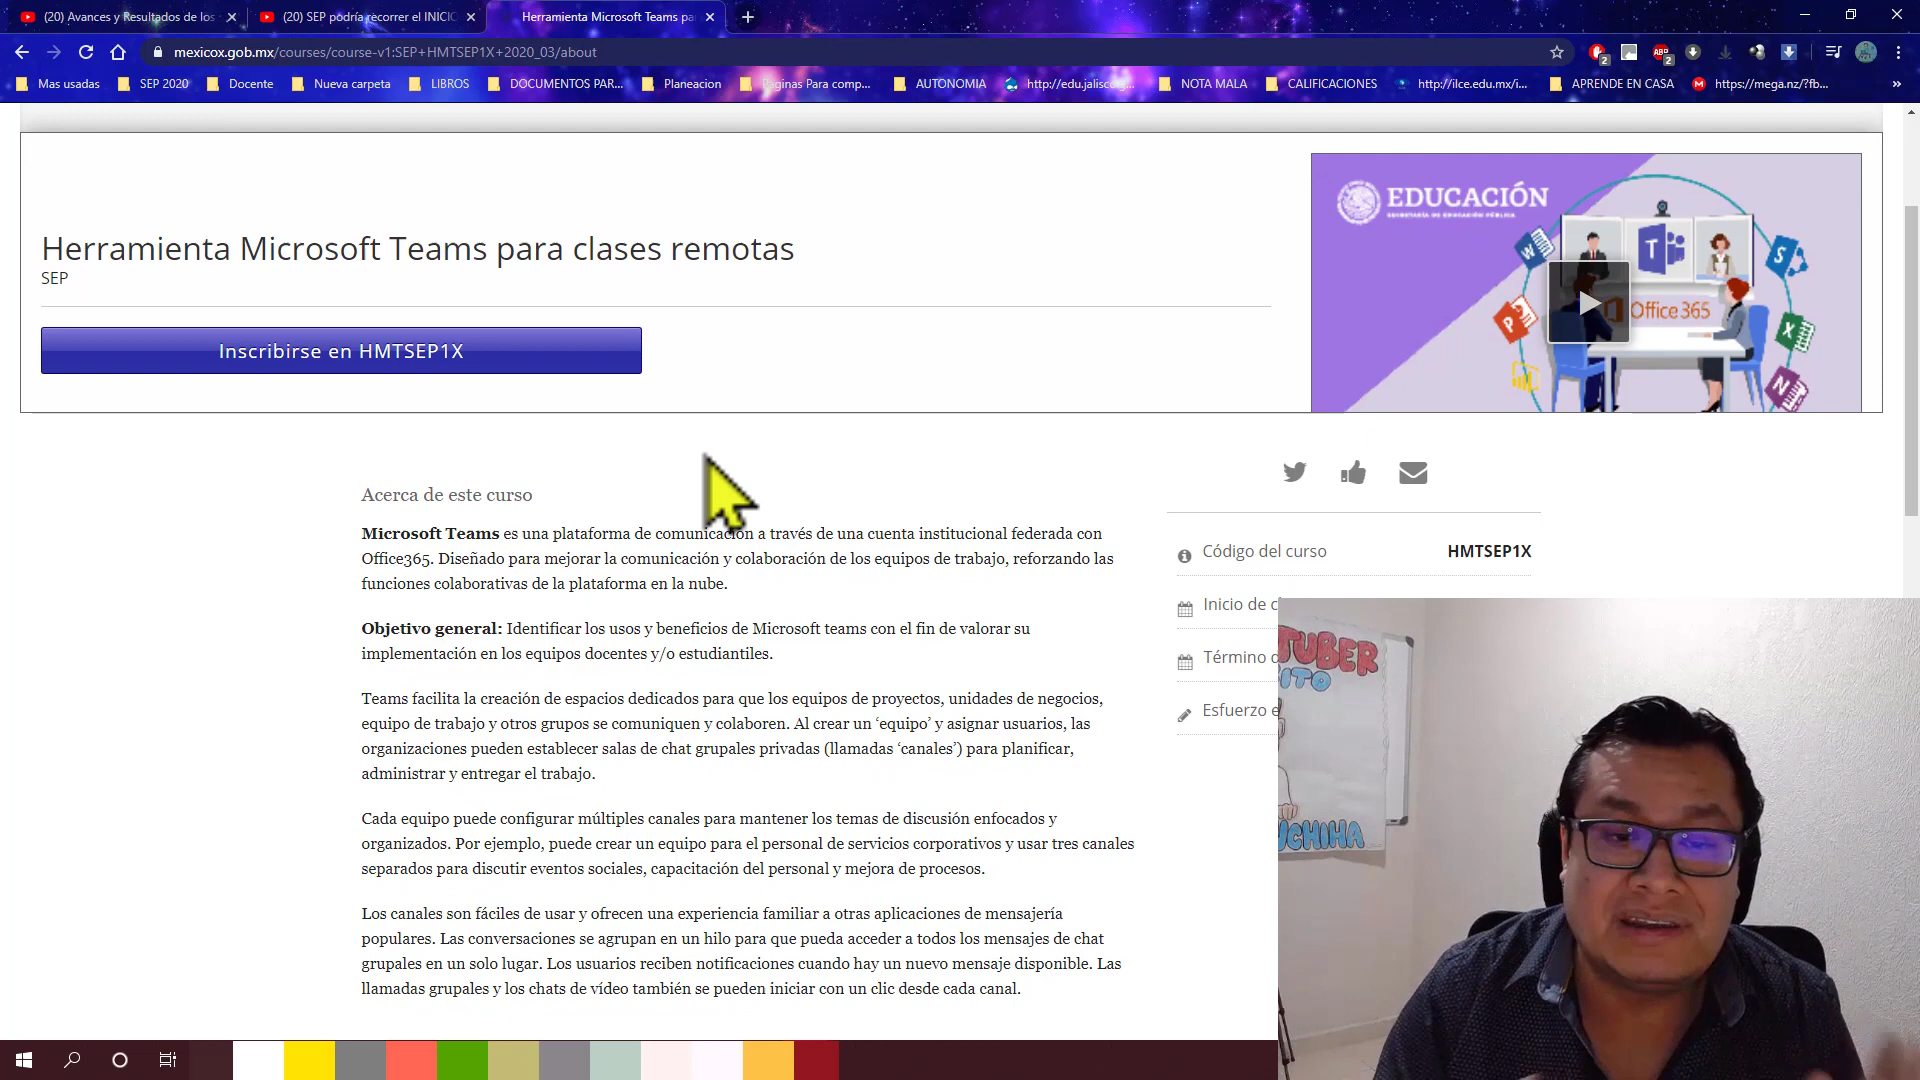 (20) Avances y Resultados de los
(20) SEP podría recorrer el INICIO
Herramienta Microsoft Teams pa
mexicox.gob.mx/courses/course-v1:SEP+HMTSEP1X+2020_03/about
Mas usadas
SEP 2020
Docente
Nueva carpeta
LIBROS
DOCUMENTOS PAR...
Planeacion
Paginas Para comp...
AUTONOMIA
http://edu.jalisco.g...
NOTA MALA
CALIFICACIONES
http://ilce.edu.mx/i...
APRENDE EN CASA
https://mega.nz/?fb...
Herramienta Microsoft Teams para clases remotas
SEP
Inscribirse en HMTSEP1X
EDUCACIÓN
SECRETARÍA DE EDUCACIÓN PÚBLICA
Office 365
Acerca de este curso
Microsoft Teams es una plataforma de comunicación a través de una cuenta institucional federada con
Office365. Diseñado para mejorar la comunicación y colaboración de los equipos de trabajo, reforzando las
funciones colaborativas de la plataforma en la nube.
Objetivo general: Identificar los usos y beneficios de Microsoft teams con el fin de valorar su
implementación en los equipos docentes y/o estudiantiles.
Teams facilita la creación de espacios dedicados para que los equipos de proyectos, unidades de negocios,
equipo de trabajo y otros grupos se comuniquen y colaboren. Al crear un ‘equipo’ y asignar usuarios, las
organizaciones pueden establecer salas de chat grupales privadas (llamadas ‘canales’) para planificar,
administrar y entregar el trabajo.
Cada equipo puede configurar múltiples canales para mantener los temas de discusión enfocados y
organizados. Por ejemplo, puede crear un equipo para el personal de servicios corporativos y usar tres canales
separados para discutir eventos sociales, capacitación del personal y mejora de procesos.
Los canales son fáciles de usar y ofrecen una experiencia familiar a otras aplicaciones de mensajería
populares. Las conversaciones se agrupan en un hilo para que pueda acceder a todos los mensajes de chat
grupales en un solo lugar. Los usuarios reciben notificaciones cuando hay un nuevo mensaje disponible. Las
llamadas grupales y los chats de vídeo también se pueden iniciar con un clic desde cada canal.
Código del curso HMTSEP1X
Inicio de c
Término d
Esfuerzo e
TUBER
ITO
UCHIHA